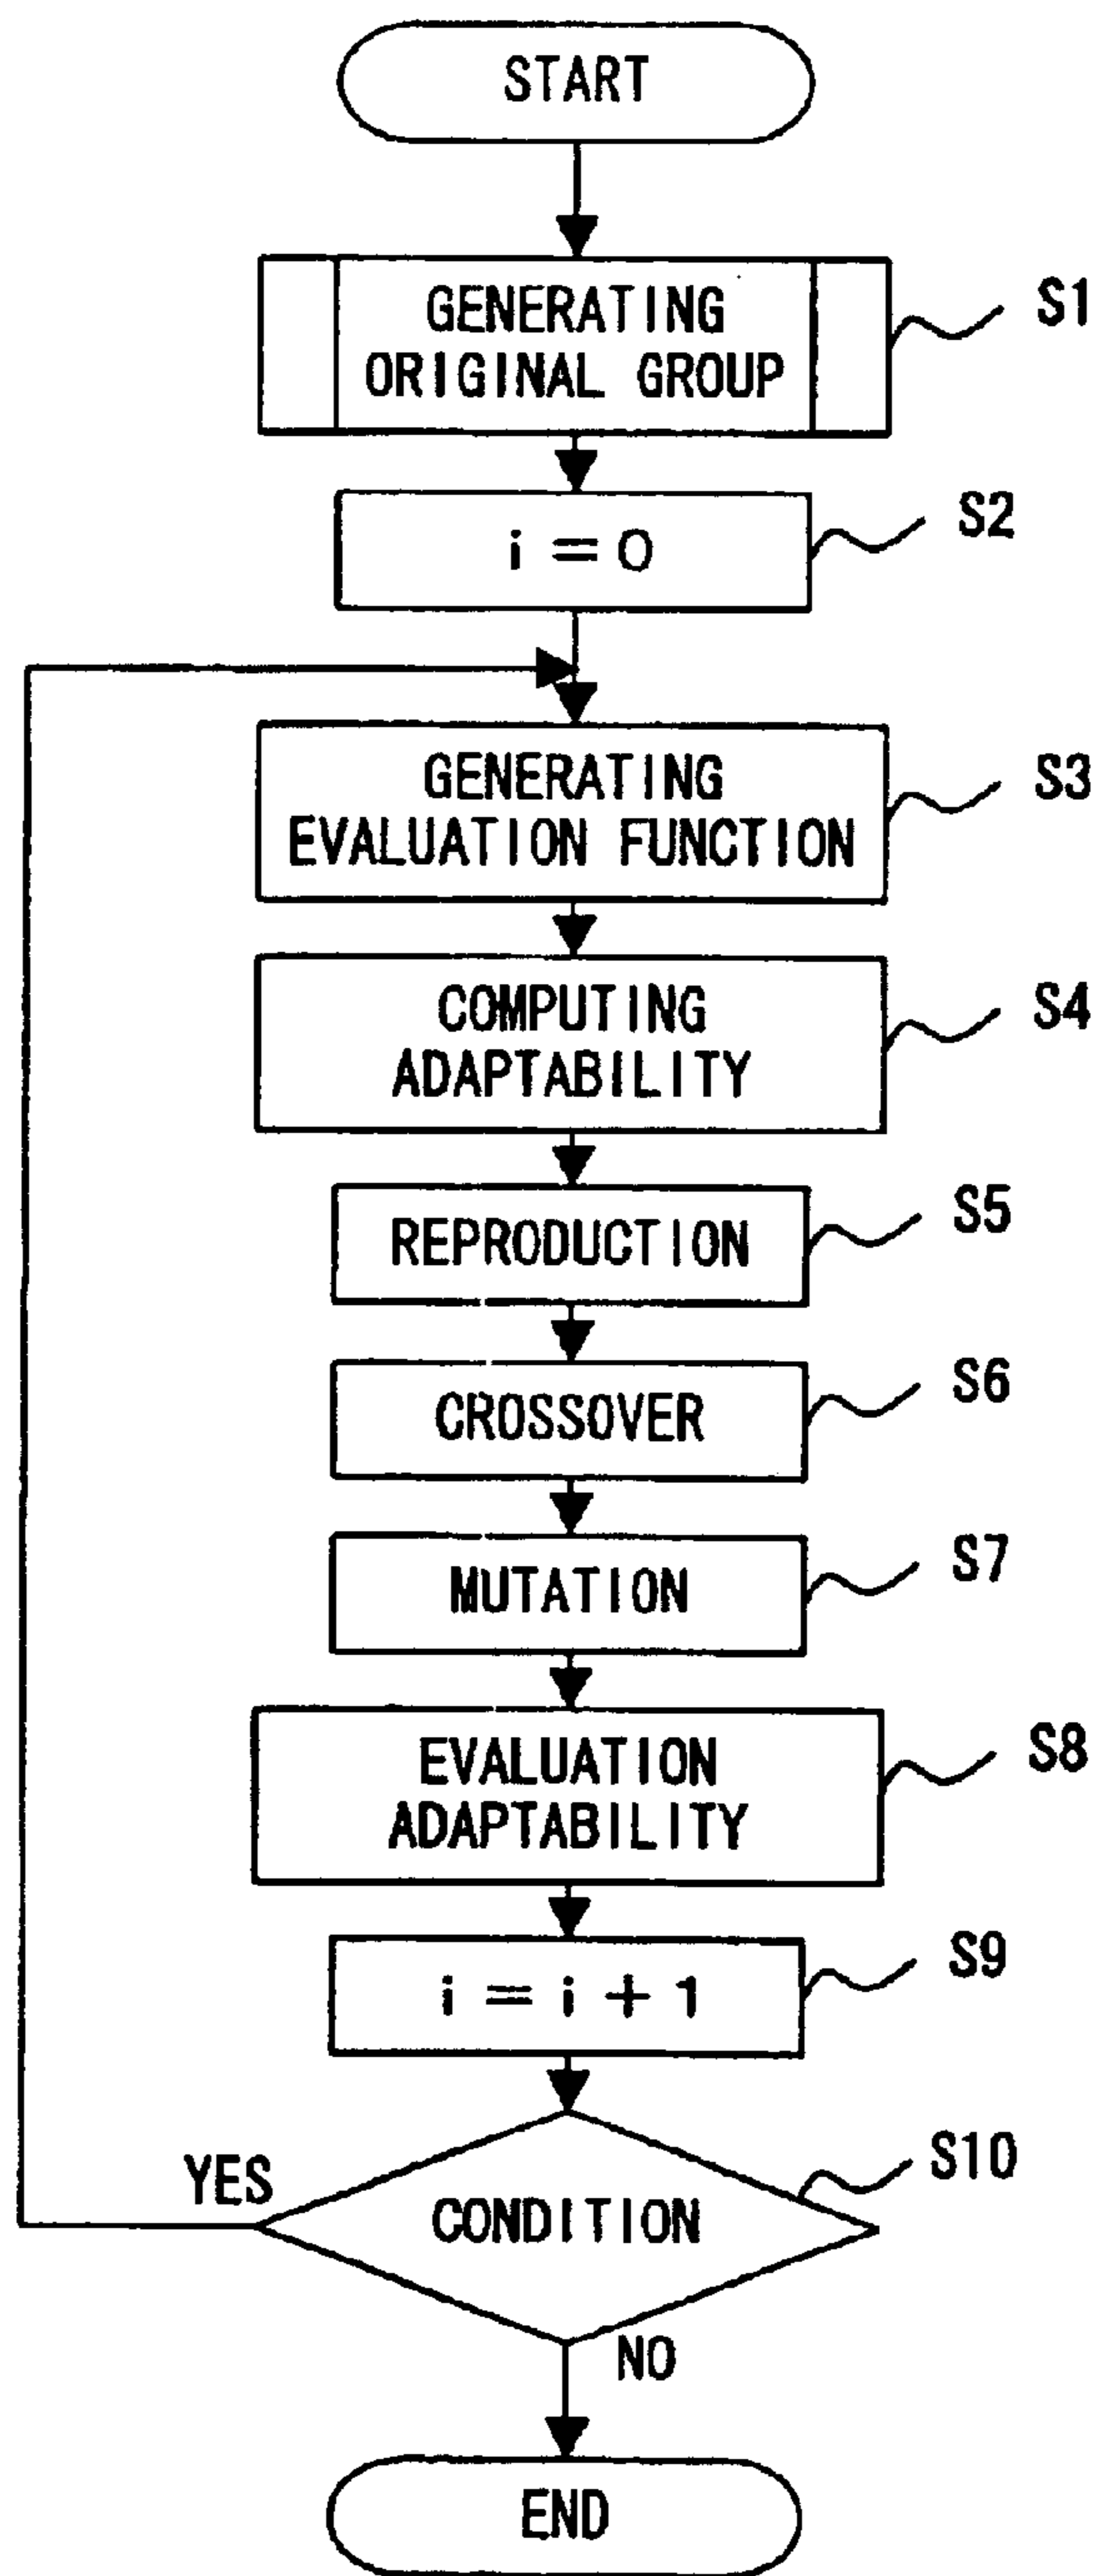 START
GENERATING
ORIGINAL GROUP
S1
i = 0
S2
GENERATING
EVALUATION FUNCTION
S3
COMPUTING
ADAPTABILITY
S4
REPRODUCTION
S5
CROSSOVER
S6
MUTATION
S7
EVALUATION
ADAPTABILITY
S8
i = i + 1
S9
YES
CONDITION
S10
NO
END